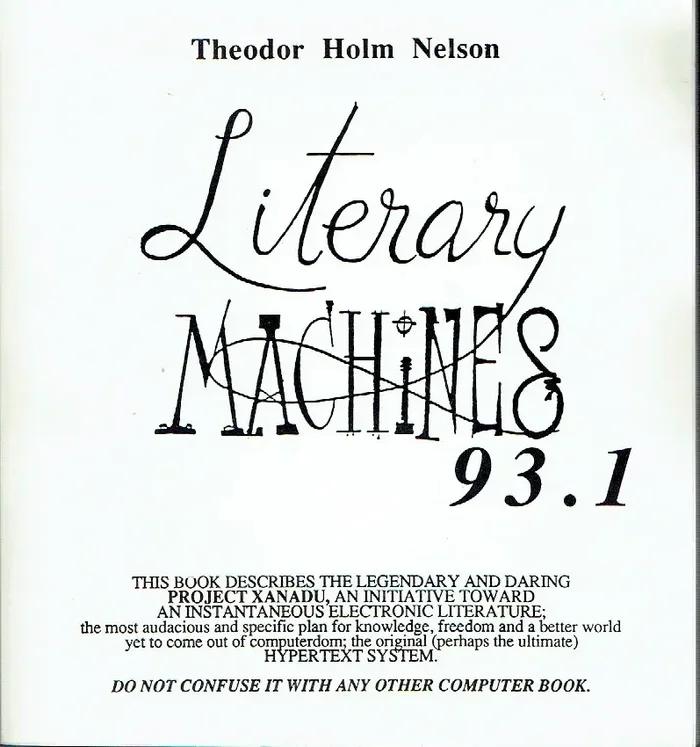 Theodor Holm Nelson
Literary
MACHiNES
93.1
THIS BOOK DESCRIBES THE LEGENDARY AND DARING
PROJECT XANADU, AN INITIATIVE TOWARD
AN INSTANTANEOUS ELECTRONIC LITERATURE;
the most audacious and specific plan for knowledge, freedom and a better world
yet to come out of computerdom; the original (perhaps the ultimate)
HYPERTEXT SYSTEM.
DO NOT CONFUSE IT WITH ANY OTHER COMPUTER BOOK.